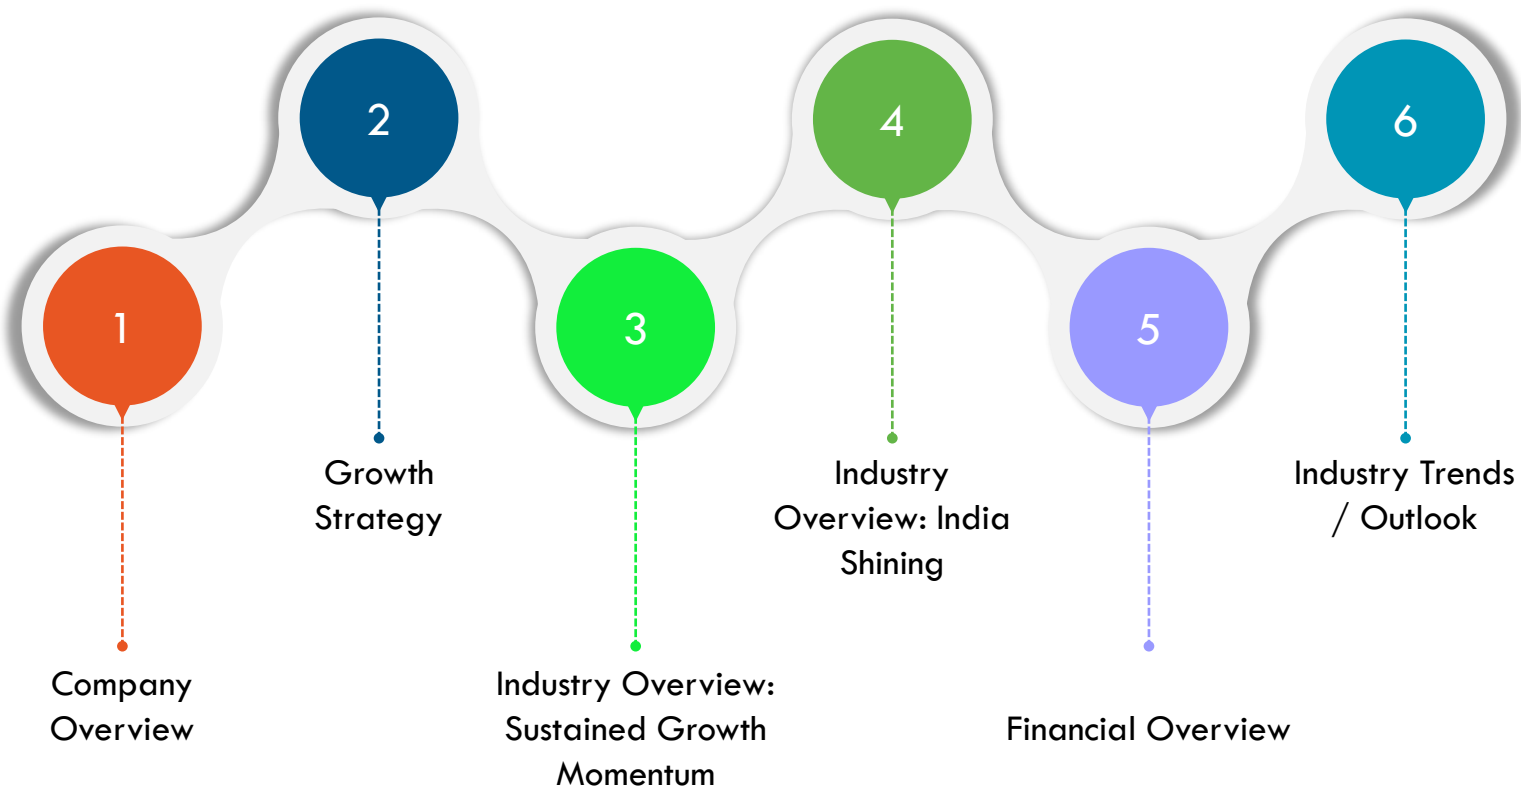 1
Company
Overview
2
Growth
Strategy
3
Industry Overview:
Sustained Growth
Momentum
4
Industry
Overview: India
Shining
5
Financial Overview
6
Industry Trends
/ Outlook